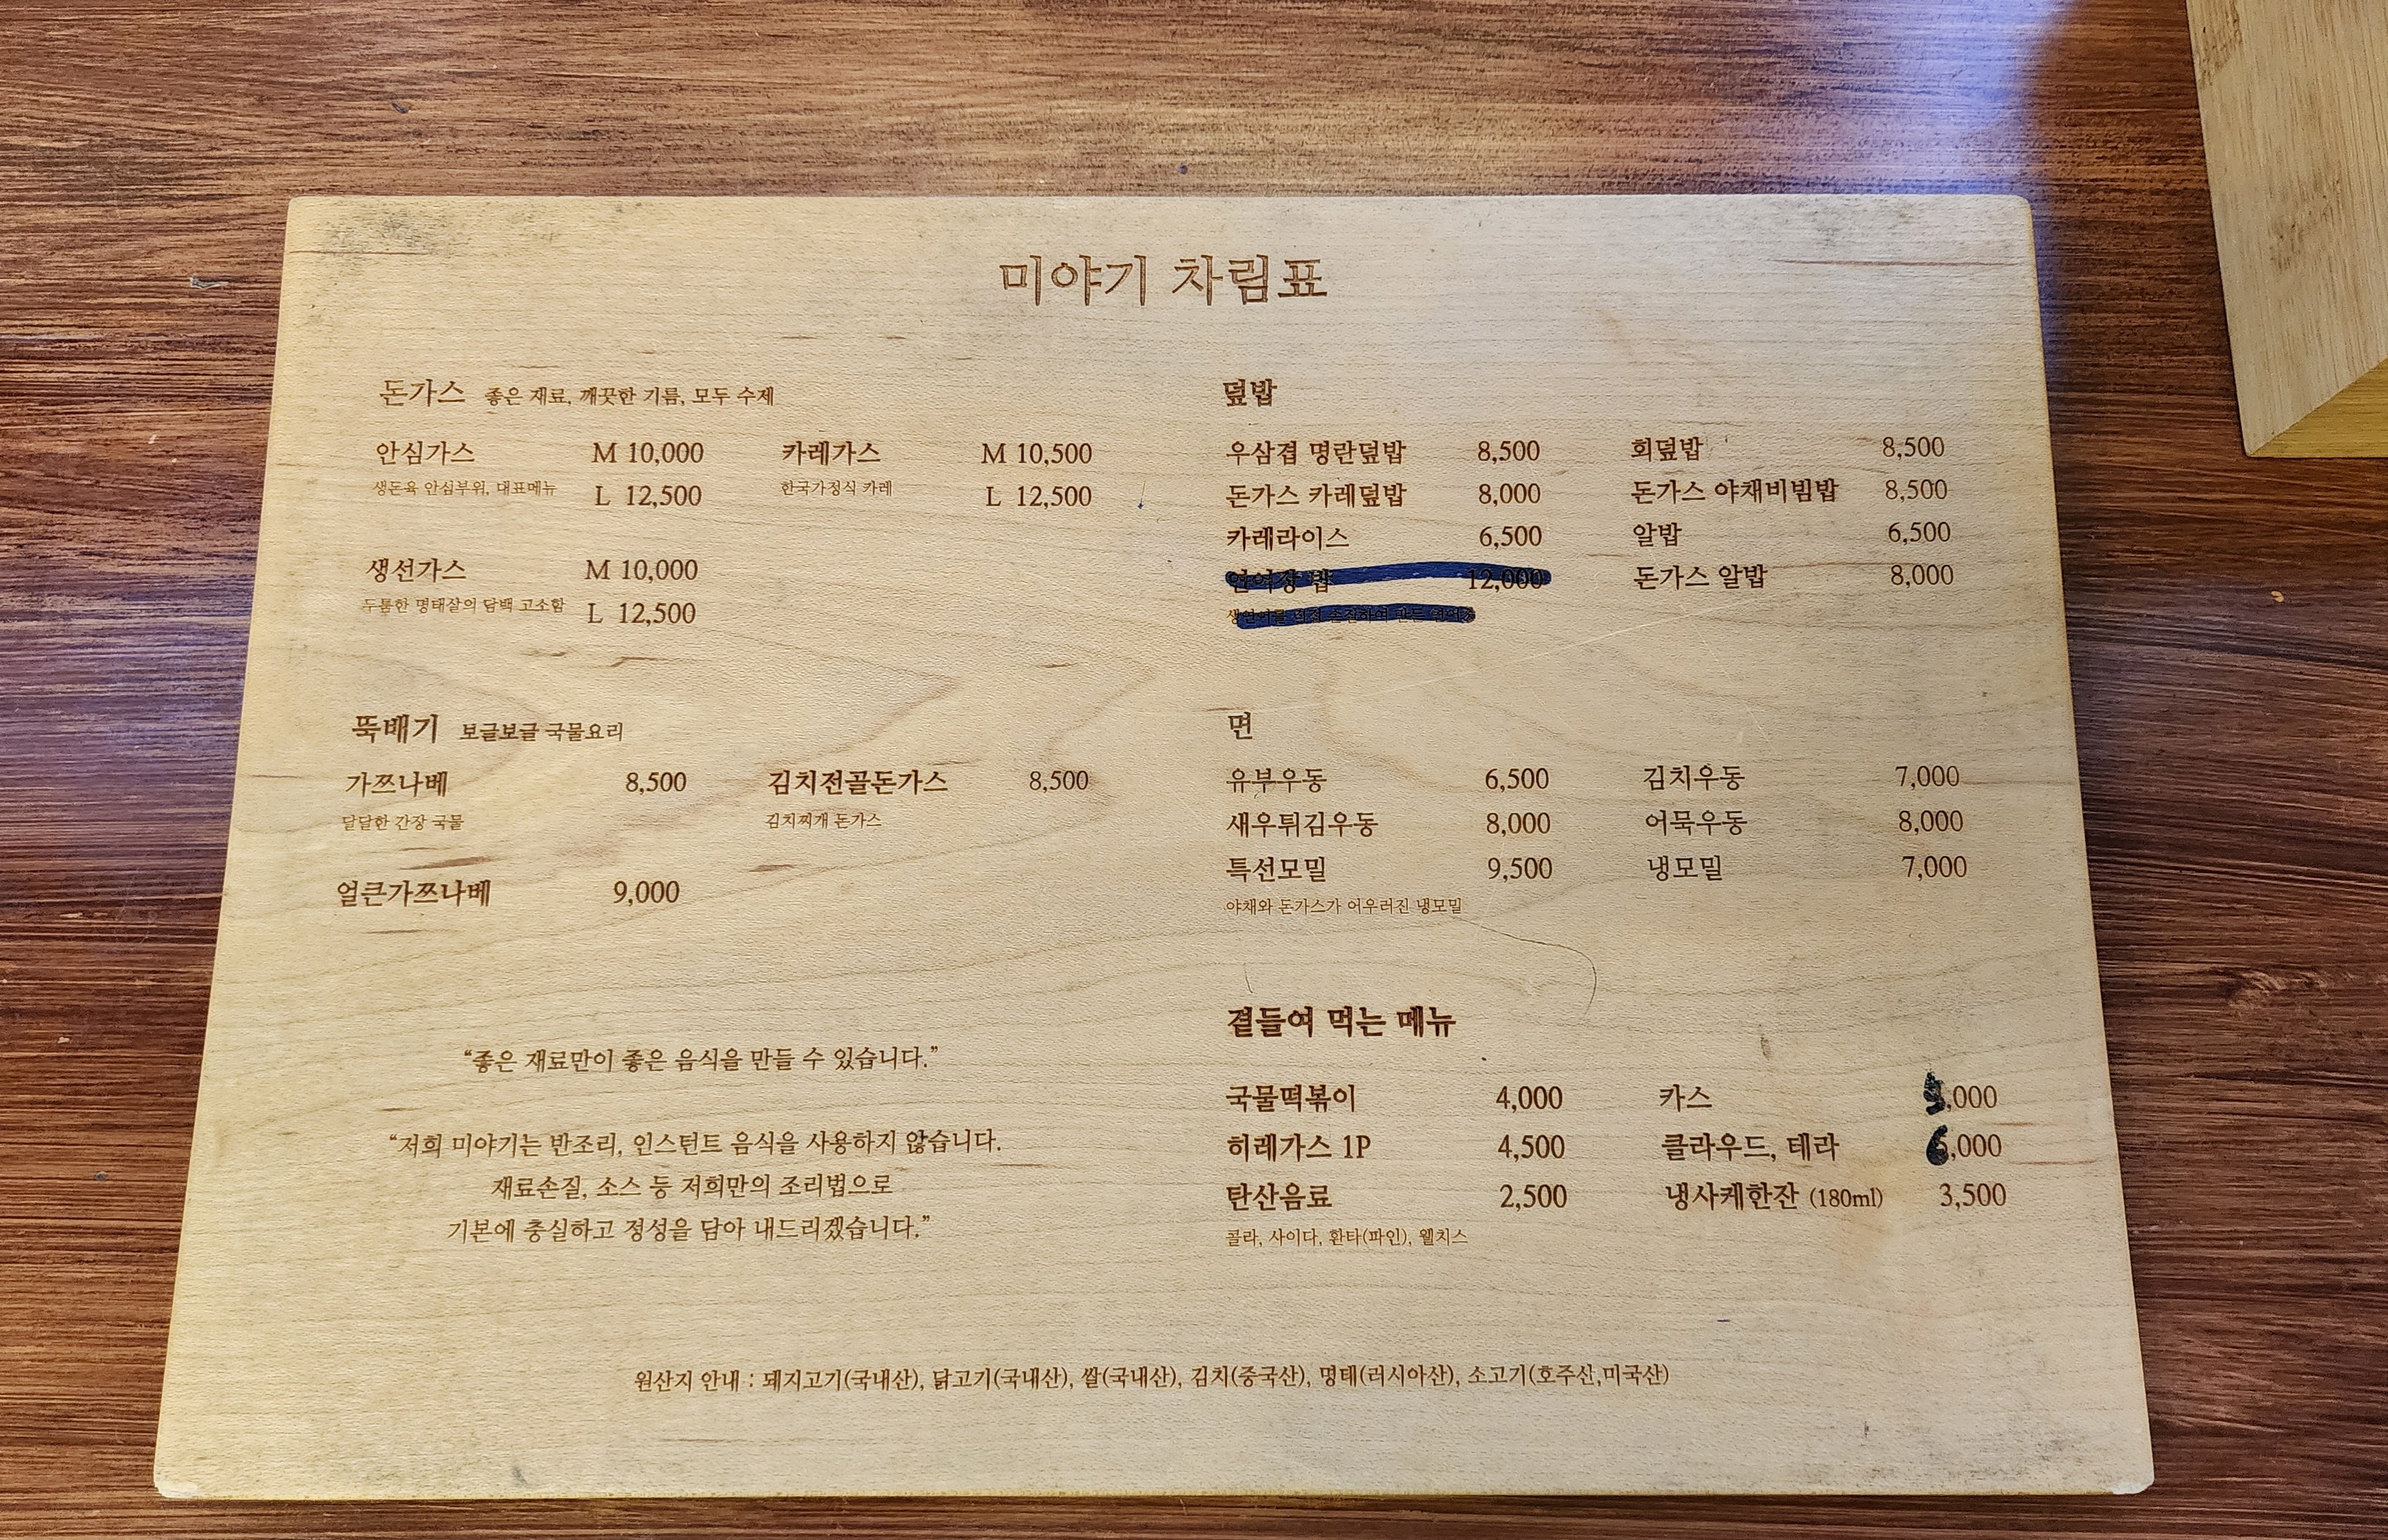 미야기 차림표
돈가스 좋은 재료, 깨끗한 기름, 모두 수제
안심가스 M 10,000
생돈육 안심부위, 대표메뉴 L 12,500
카레가스 M 10,500
한국가정식 카레 L 12,500
생선가스 M 10,000
두툼한 명태살의 담백 고소함 L 12,500
뚝배기 보글보글 국물요리
가쯔나베 8,500
달달한 간장 국물
김치전골돈가스 8,500
김치찌개 돈가스
얼큰가쯔나베 9,000
“좋은 재료만이 좋은 음식을 만들 수 있습니다.”
“저희 미야기는 반조리, 인스턴트 음식을 사용하지 않습니다.
재료손질, 소스 등 저희만의 조리법으로
기본에 충실하고 정성을 담아 내드리겠습니다.”
덮밥
우삼겹 명란덮밥 8,500
돈가스 카레덮밥 8,000
카레라이스 6,500
연어장 밥 12,000
생연어를 직접 손질하여 만든 연어장
회덮밥 8,500
돈가스 야채비빔밥 8,500
알밥 6,500
돈가스 알밥 8,000
면
유부우동 6,500
새우튀김우동 8,000
특선모밀 9,500
야채와 돈가스가 어우러진 냉모밀
김치우동 7,000
어묵우동 8,000
냉모밀 7,000
곁들여 먹는 메뉴
국물떡볶이 4,000
히레가스 1P 4,500
탄산음료 2,500
콜라, 사이다, 환타(파인), 웰치스
카스 ,000
클라우드, 테라 6,000
냉사케한잔 (180ml) 3,500
원산지 안내 : 돼지고기(국내산), 닭고기(국내산), 쌀(국내산), 김치(중국산), 명태(러시아산), 소고기(호주산,미국산)